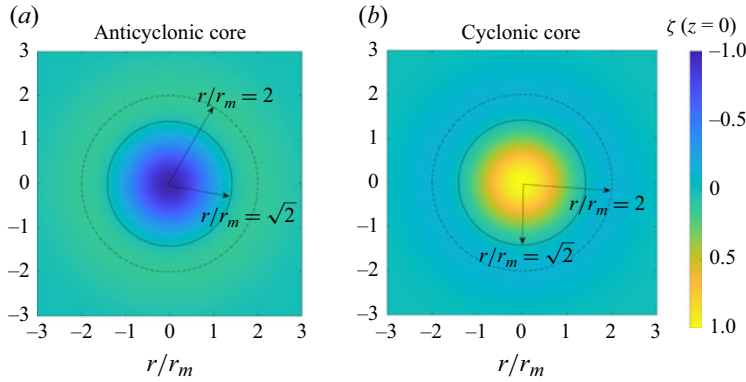 (a)
Anticyclonic core
3
2
1
0
−1
−2
−3
−3 −2 −1 0 1 2 3
r/r_m
r/r_m = 2
r/r_m = √2
(b)
Cyclonic core
3
2
1
0
−1
−2
−3
−3 −2 −1 0 1 2 3
r/r_m
r/r_m = 2
r/r_m = √2
ζ (z = 0)
−1.0
−0.5
0
0.5
1.0